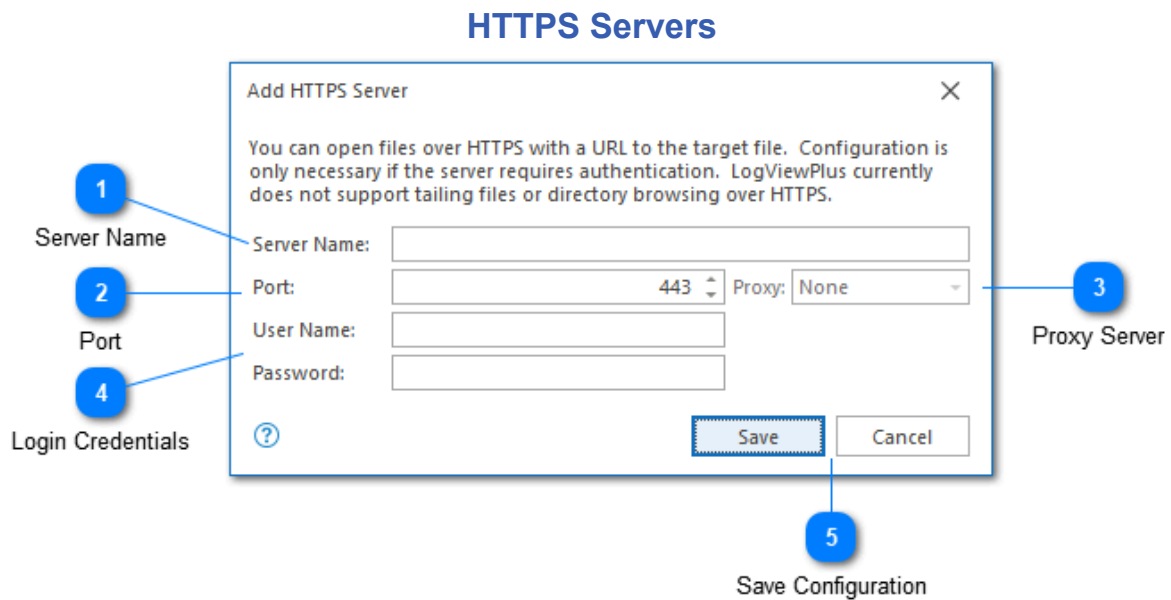 HTTPS Servers
Add HTTPS Server
You can open files over HTTPS with a URL to the target file.  Configuration is
only necessary if the server requires authentication.  LogViewPlus currently
does not support tailing files or directory browsing over HTTPS.
1
Server Name
Server Name:
2
Port
Port:
443
Proxy:
None
3
Proxy Server
User Name:
Password:
4
Login Credentials
?
Save
Cancel
5
Save Configuration